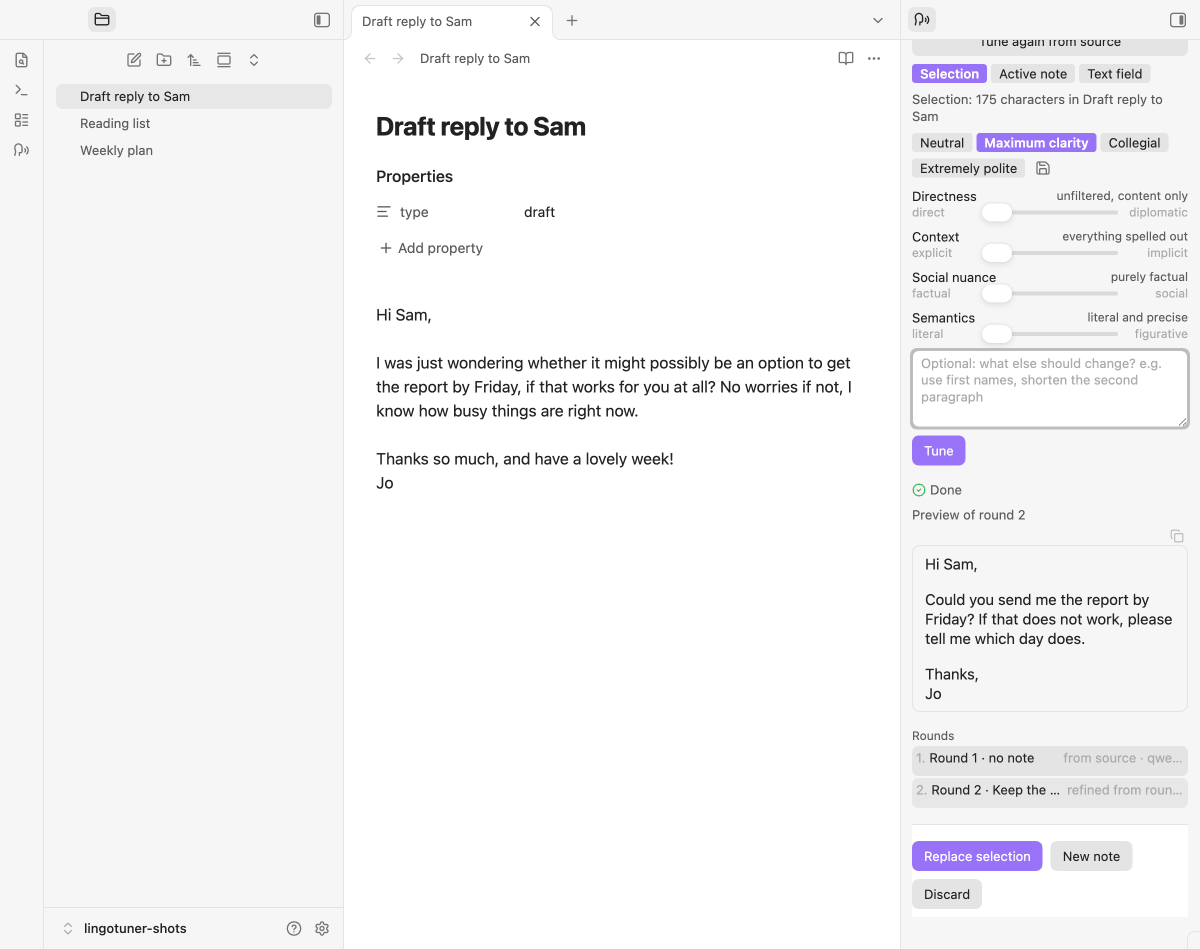 Draft reply to Sam
Draft reply to Sam
Draft reply to Sam
Reading list
Weekly plan
lingotuner-shots
Draft reply to Sam
Properties
type
draft
Add property
Hi Sam,
I was just wondering whether it might possibly be an option to get
the report by Friday, if that works for you at all? No worries if not, I
know how busy things are right now.
Thanks so much, and have a lovely week!
Jo
Tune again from source
Selection Active note Text field
Selection: 175 characters in Draft reply to
Sam
Neutral Maximum clarity Collegial
Extremely polite
Directness unfiltered, content only
direct diplomatic
Context everything spelled out
explicit implicit
Social nuance purely factual
factual social
Semantics literal and precise
literal figurative
Optional: what else should change? e.g.
use first names, shorten the second
paragraph
Tune
Done
Preview of round 2
Hi Sam,
Could you send me the report by
Friday? If that does not work, please
tell me which day does.
Thanks,
Jo
Rounds
1. Round 1 · no note from source · qwe...
2. Round 2 · Keep the ... refined from roun...
Replace selection New note
Discard